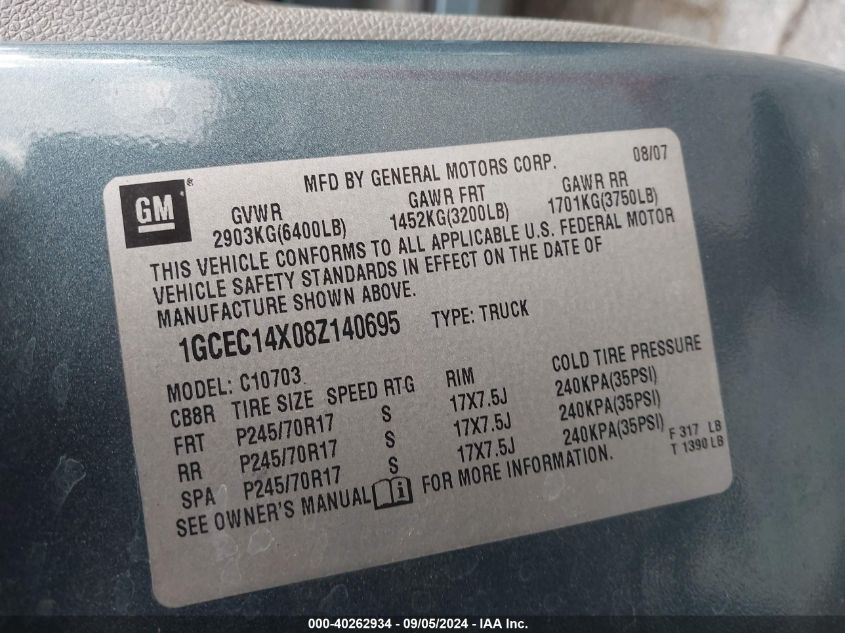 GM ® MFD BY GENERAL MOTORS CORP. 08/07
GVWR GAWR FRT GAWR RR
2903KG(6400LB) 1452KG(3200LB) 1701KG(3750LB)
THIS VEHICLE CONFORMS TO ALL APPLICABLE U.S. FEDERAL MOTOR
VEHICLE SAFETY STANDARDS IN EFFECT ON THE DATE OF
MANUFACTURE SHOWN ABOVE.
1GCEC14X08Z140695 TYPE: TRUCK
MODEL: C10703
CB8R TIRE SIZE SPEED RTG RIM COLD TIRE PRESSURE
FRT P245/70R17 S 17X7.5J 240KPA(35PSI)
RR P245/70R17 S 17X7.5J 240KPA(35PSI)
SPA P245/70R17 S 17X7.5J 240KPA(35PSI)
F 317 LB
T 1390 LB
SEE OWNER'S MANUAL i FOR MORE INFORMATION.
000-40262934 - 09/05/2024 - IAA Inc.